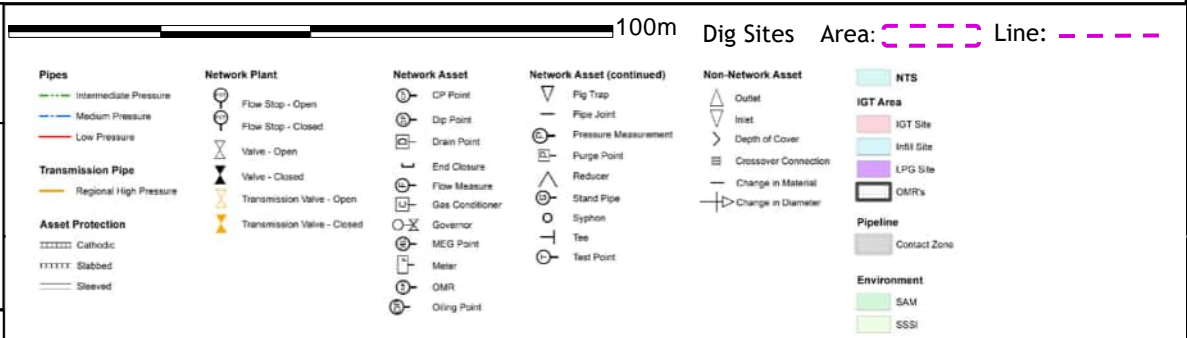 100m Dig Sites Area: Line:
Pipes
Intermediate Pressure
Medium Pressure
Low Pressure
Transmission Pipe
Regional High Pressure
Asset Protection
Cathodic
Slabbed
Sleeved
Network Plant
Flow Stop - Open
Flow Stop - Closed
Valve - Open
Valve - Closed
Transmission Valve - Open
Transmission Valve - Closed
Network Asset
CP Point
Dip Point
Drain Point
End Closure
Flow Measure
Gas Conditioner
Governor
MEG Point
Meter
OMR
Oiling Point
Network Asset (continued)
Pig Trap
Pipe Joint
Pressure Measurement
Purge Point
Reducer
Stand Pipe
Syphon
Tee
Test Point
Non-Network Asset
Outlet
Inlet
Depth of Cover
Crossover Connection
Change in Material
Change in Diameter
NTS
IGT Area
IGT Site
Infill Site
LPG Site
OMR's
Pipeline
Contact Zone
Environment
SAM
SSSI